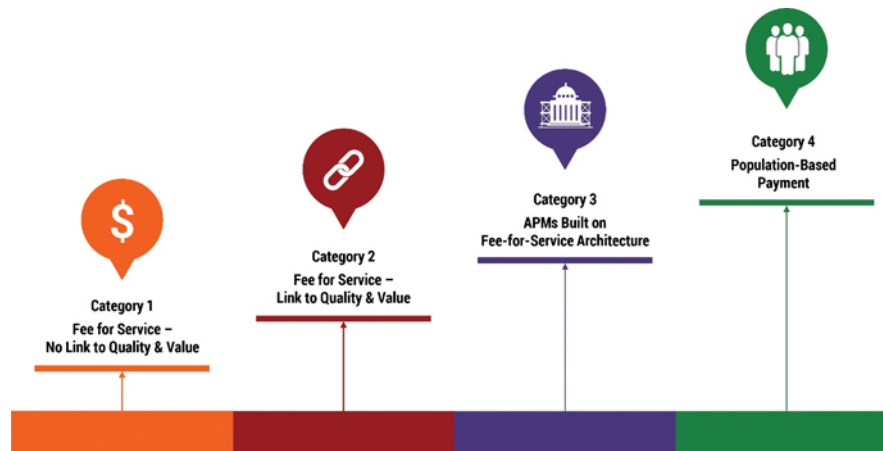 $
Category 1
Fee for Service –
No Link to Quality & Value
Category 2
Fee for Service –
Link to Quality & Value
Category 3
APMs Built on
Fee-for-Service Architecture
Category 4
Population-Based
Payment